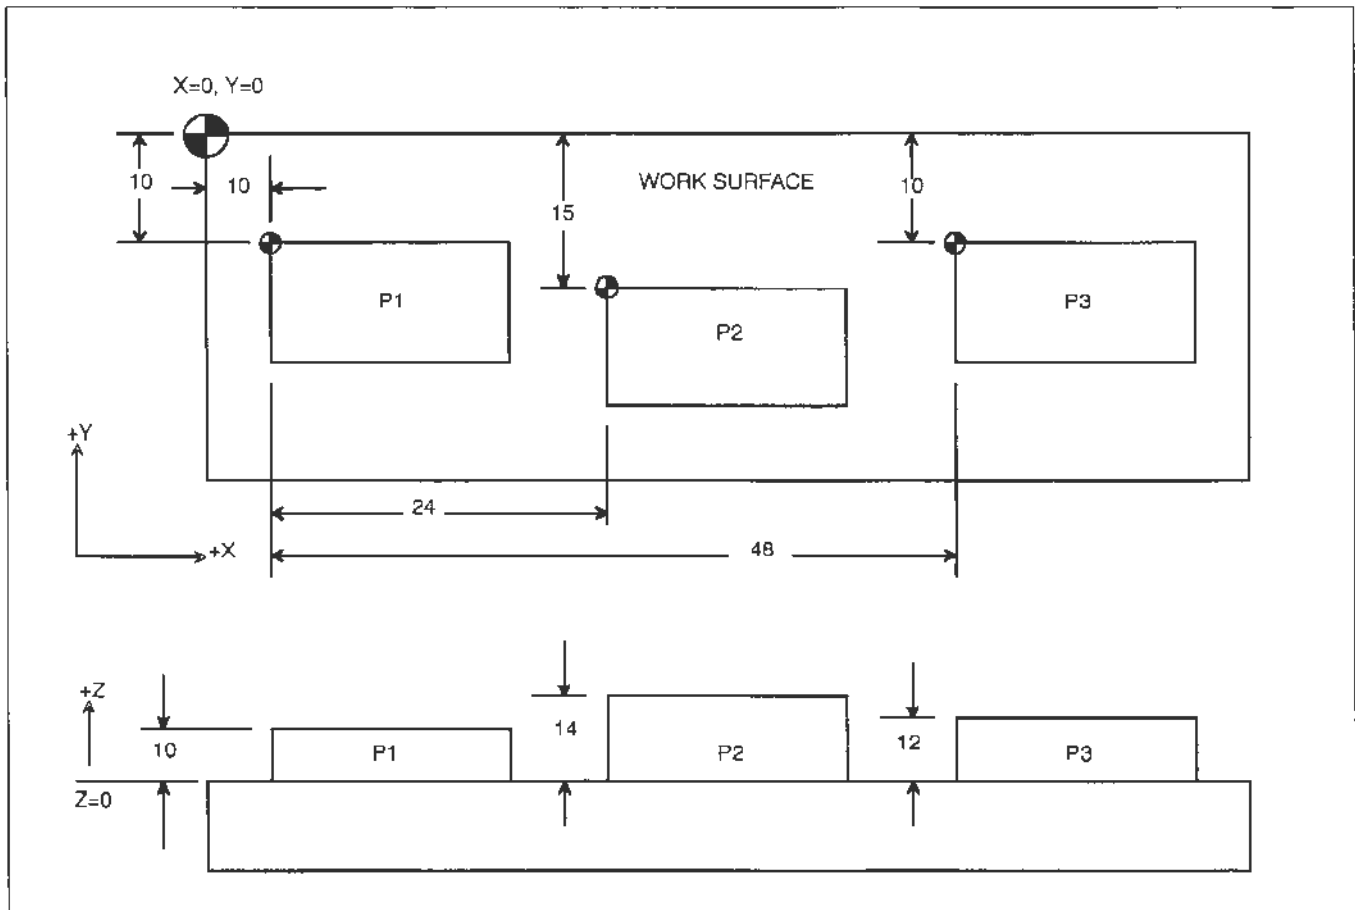 X=0, Y=0
10
10
15
WORK SURFACE
10
P1
P2
P3
+Y
+X
24
48
+Z
Z=0
10
P1
14
P2
12
P3